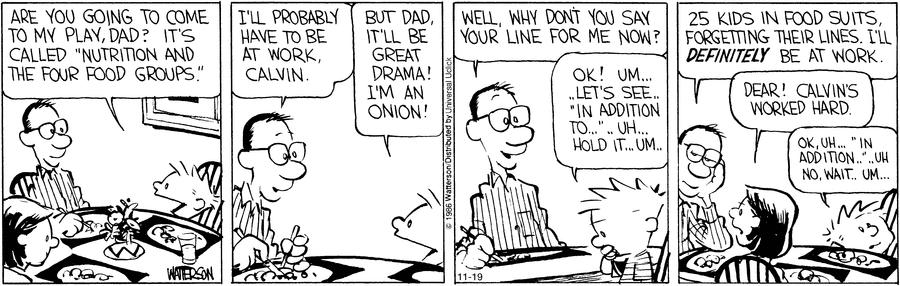 ARE YOU GOING TO COME
TO MY PLAY, DAD? IT'S
CALLED "NUTRITION AND
THE FOUR FOOD GROUPS."
WATTERSON
I'LL PROBABLY
HAVE TO BE
AT WORK,
CALVIN.
BUT DAD,
IT'LL BE
GREAT
DRAMA!
I'M AN
ONION!
© 1986 Watterson/Distributed by Universal Uclick
WELL, WHY DON'T YOU SAY
YOUR LINE FOR ME NOW?
OK! UM...
..LET'S SEE..
"IN ADDITION
TO...".. UH...
HOLD IT...UM..
11-19
25 KIDS IN FOOD SUITS,
FORGETTING THEIR LINES. I'LL
DEFINITELY BE AT WORK.
DEAR! CALVIN'S
WORKED HARD.
OK, UH... "IN
ADDITION.."..UH
NO, WAIT.. UM...